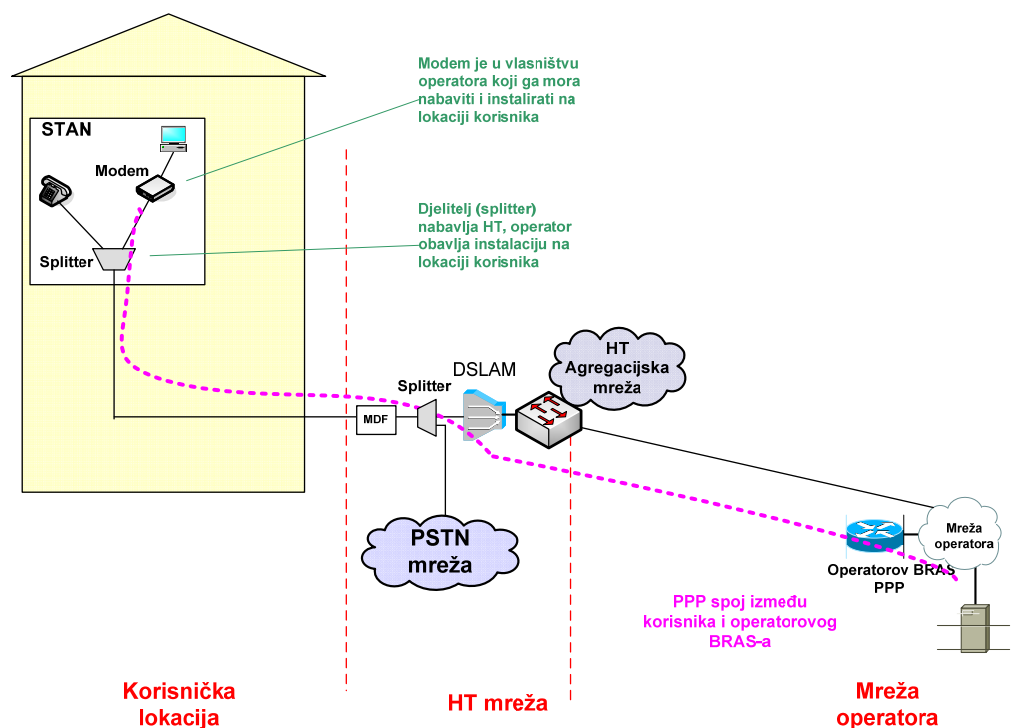 Modem je u vlasništvu
operatora koji ga mora
nabaviti i instalirati na
lokaciji korisnika
STAN
Modem
Djelitelj (splitter)
nabavlja HT, operator
obavlja instalaciju na
lokaciji korisnika
Splitter
HT
Agregacijska
mreža
DSLAM
Splitter
MDF
PSTN
mreža
Mreža
operatora
Operatorov BRAS
PPP
PPP spoj između
korisnika i operatorovog
BRAS-a
Korisnička
lokacija
HT mreža
Mreža
operatora